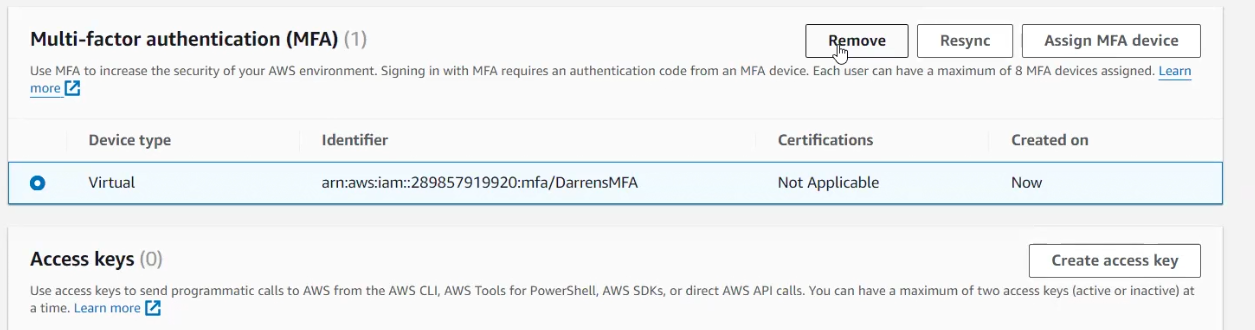 Multi-factor authentication (MFA) (1)
Remove
Resync
Assign MFA device
Use MFA to increase the security of your AWS environment. Signing in with MFA requires an authentication code from an MFA device. Each user can have a maximum of 8 MFA devices assigned. Learn
more
Device type Identifier Certifications Created on
Virtual arn:aws:iam::289857919920:mfa/DarrensMFA Not Applicable Now
Access keys (0)
Create access key
Use access keys to send programmatic calls to AWS from the AWS CLI, AWS Tools for PowerShell, AWS SDKs, or direct AWS API calls. You can have a maximum of two access keys (active or inactive) at
a time. Learn more